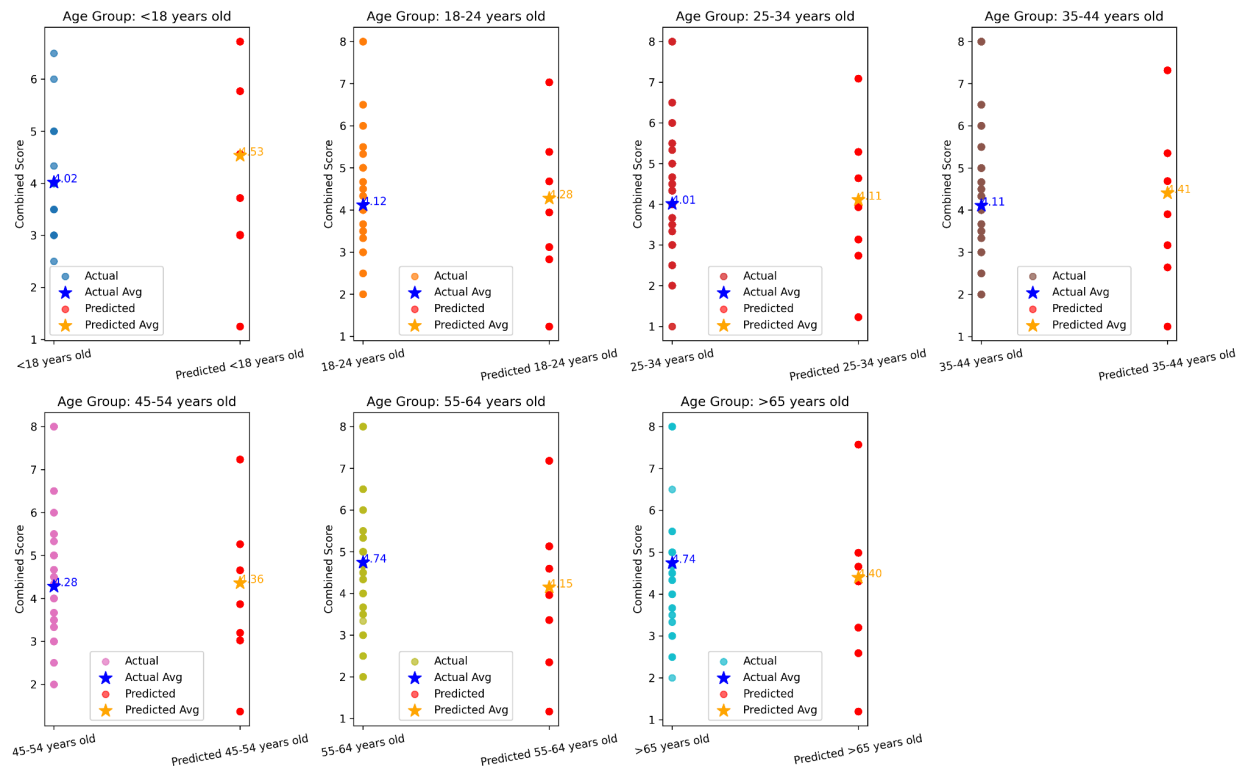 Age Group: <18 years old
Combined Score
6
5
4
3
2
1
4.02
4.53
Actual
Actual Avg
Predicted
Predicted Avg
<18 years old
Predicted <18 years old
Age Group: 18-24 years old
Combined Score
8
7
6
5
4
3
2
1
4.12
4.28
Actual
Actual Avg
Predicted
Predicted Avg
18-24 years old
Predicted 18-24 years old
Age Group: 25-34 years old
Combined Score
8
7
6
5
4
3
2
1
4.01
4.11
Actual
Actual Avg
Predicted
Predicted Avg
25-34 years old
Predicted 25-34 years old
Age Group: 35-44 years old
Combined Score
8
7
6
5
4
3
2
1
4.11
4.41
Actual
Actual Avg
Predicted
Predicted Avg
35-44 years old
Predicted 35-44 years old
Age Group: 45-54 years old
Combined Score
8
7
6
5
4
3
2
4.28
4.36
Actual
Actual Avg
Predicted
Predicted Avg
45-54 years old
Predicted 45-54 years old
Age Group: 55-64 years old
Combined Score
8
7
6
5
4
3
2
1
4.74
4.15
Actual
Actual Avg
Predicted
Predicted Avg
55-64 years old
Predicted 55-64 years old
Age Group: >65 years old
Combined Score
8
7
6
5
4
3
2
1
4.74
4.40
Actual
Actual Avg
Predicted
Predicted Avg
>65 years old
Predicted >65 years old